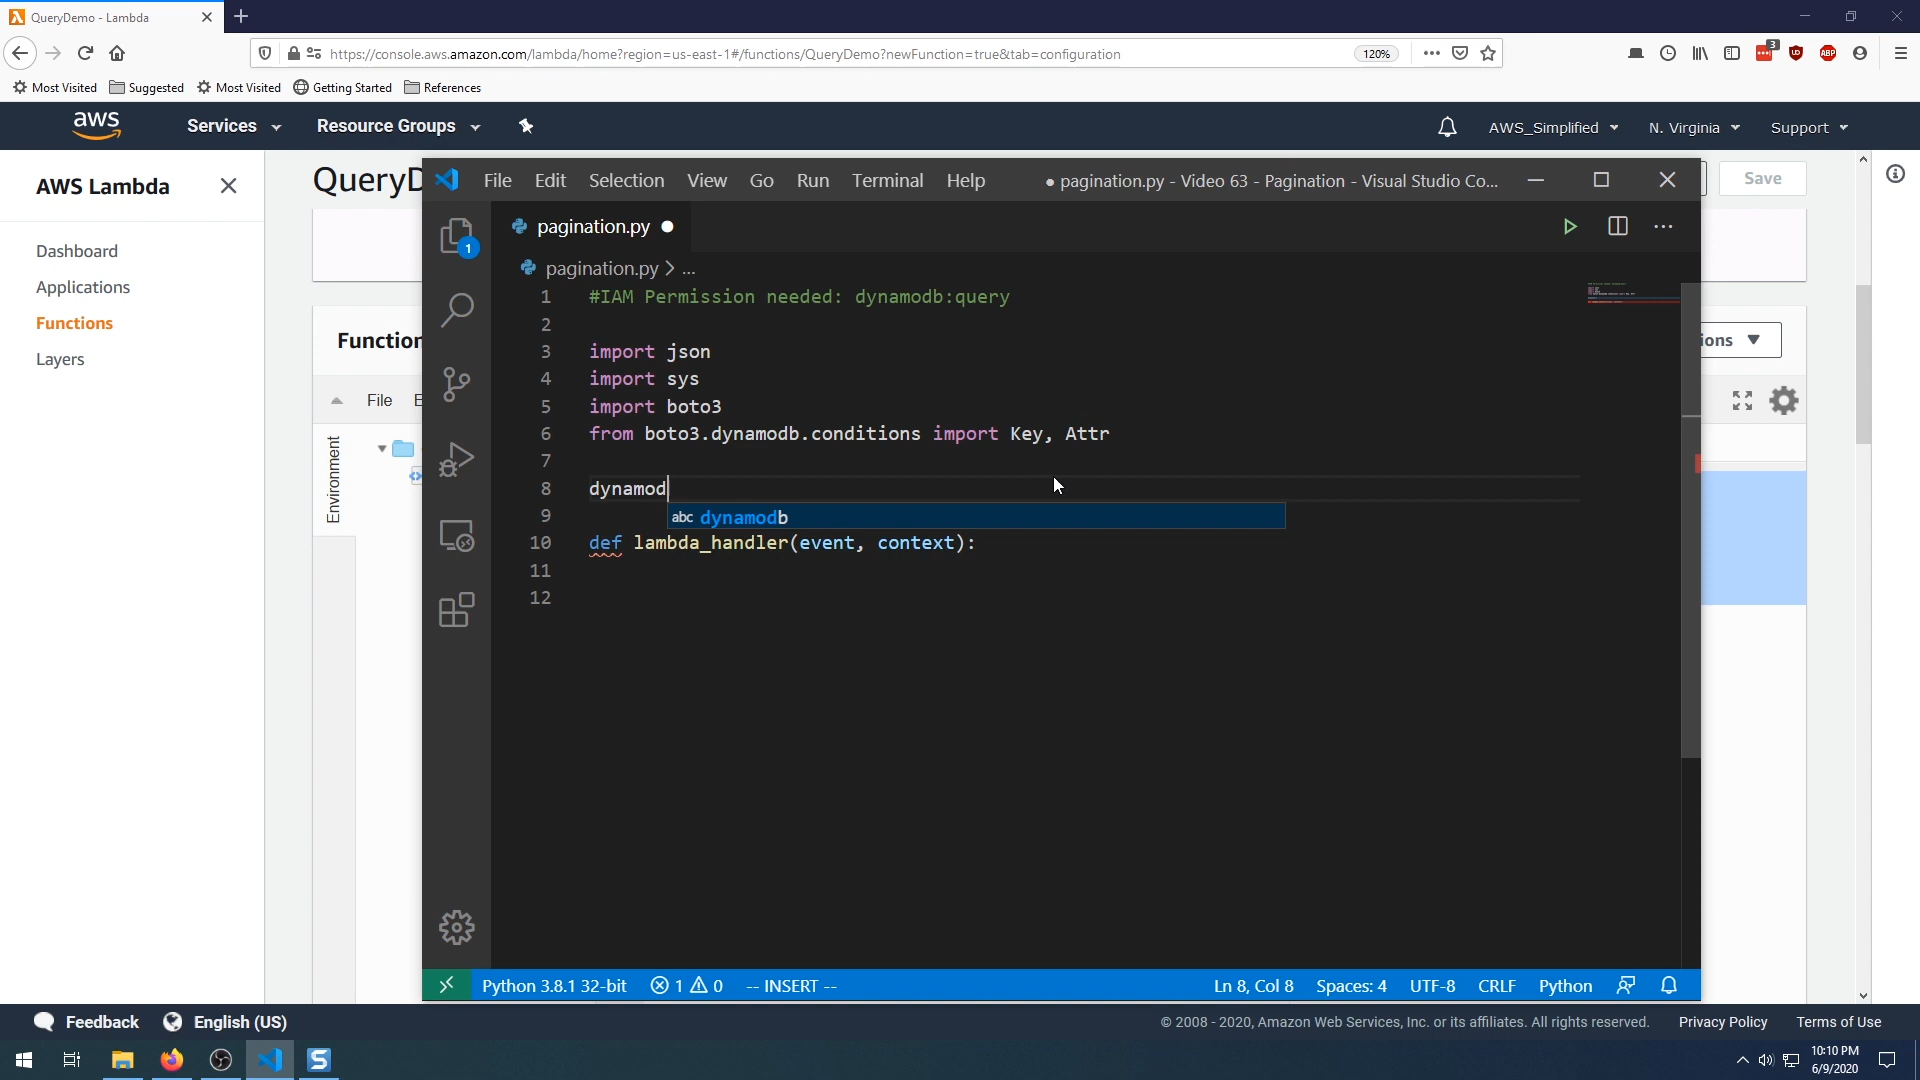 QueryDemo - Lambda
https://console.aws.amazon.com/lambda/home?region=us-east-1#/functions/QueryDemo?newFunction=true&tab=configuration
120%
3
ABP
Most Visited Suggested Most Visited Getting Started References
aws Services Resource Groups AWS_Simplified N. Virginia Support
AWS Lambda
Dashboard
Applications
Functions
Layers
QueryD
Save
Function
ions
File E
Environment
File Edit Selection View Go Run Terminal Help ● pagination.py - Video 63 - Pagination - Visual Studio Co...
1
pagination.py ●
pagination.py > ...
1 #IAM Permission needed: dynamodb:query
2
3 import json
4 import sys
5 import boto3
6 from boto3.dynamodb.conditions import Key, Attr
7
8 dynamod
abc dynamodb
9
10 def lambda_handler(event, context):
11
12
Python 3.8.1 32-bit 1 0 -- INSERT -- Ln 8, Col 8 Spaces: 4 UTF-8 CRLF Python
Feedback English (US) © 2008 - 2020, Amazon Web Services, Inc. or its affiliates. All rights reserved. Privacy Policy Terms of Use
S
10:10 PM
6/9/2020